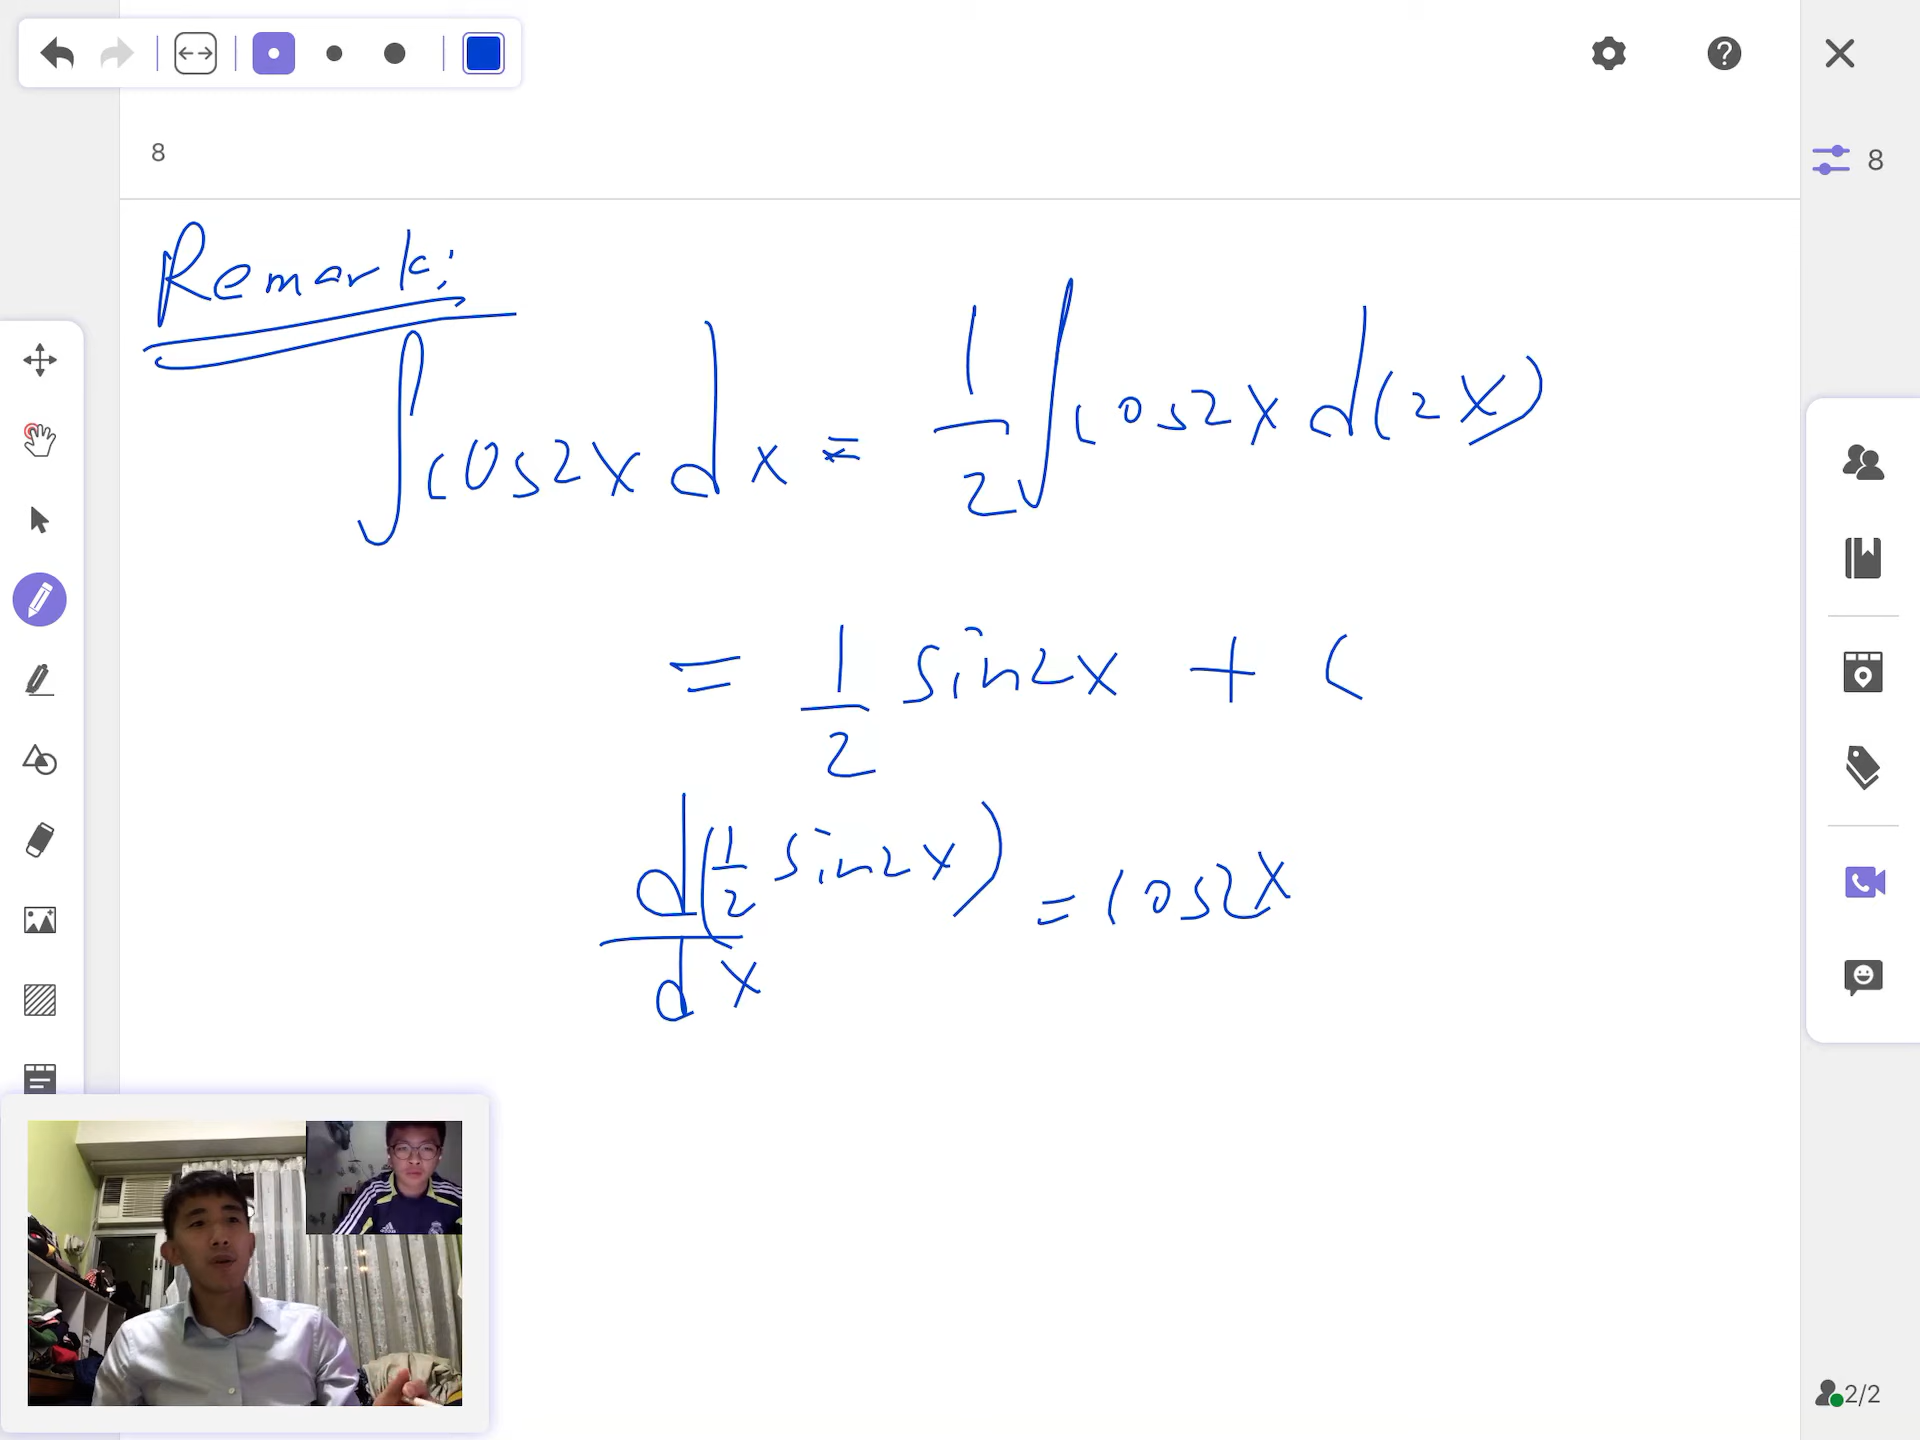 8
8
Remark:
∫cos2x dx = 1/2 ∫cos2x d(2x)
= 1/2 sin2x + C
d(1/2 sin2x)/dx = cos2x
adidas
2/2